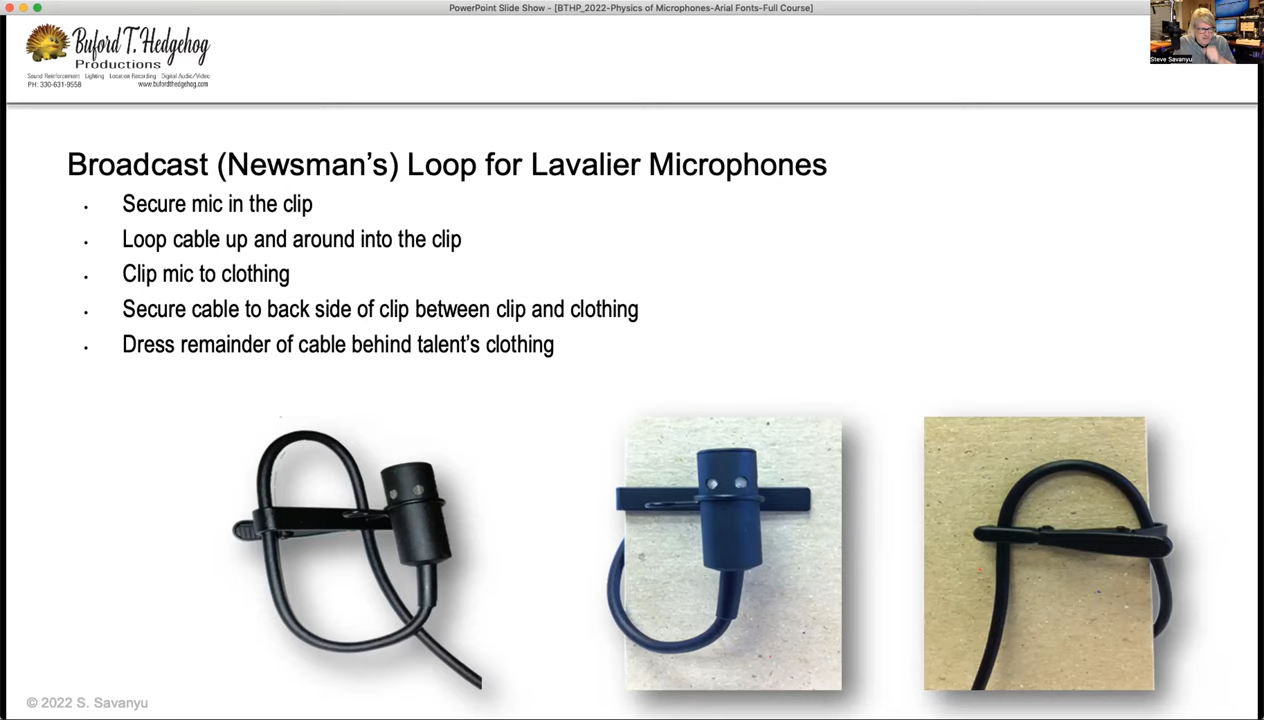 PowerPoint Slide Show - [BTHP_2022-Physics of Microphones-Arial Fonts-Full Course]
Buford T. Hedgehog
Productions
Sound Reinforcement Lighting Location Recording Digital Audio/Video
PH: 330-631-9558 www.bufordthedgehog.com
Steve Savanyu
Broadcast (Newsman’s) Loop for Lavalier Microphones
• Secure mic in the clip
• Loop cable up and around into the clip
• Clip mic to clothing
• Secure cable to back side of clip between clip and clothing
• Dress remainder of cable behind talent’s clothing
© 2022 S. Savanyu